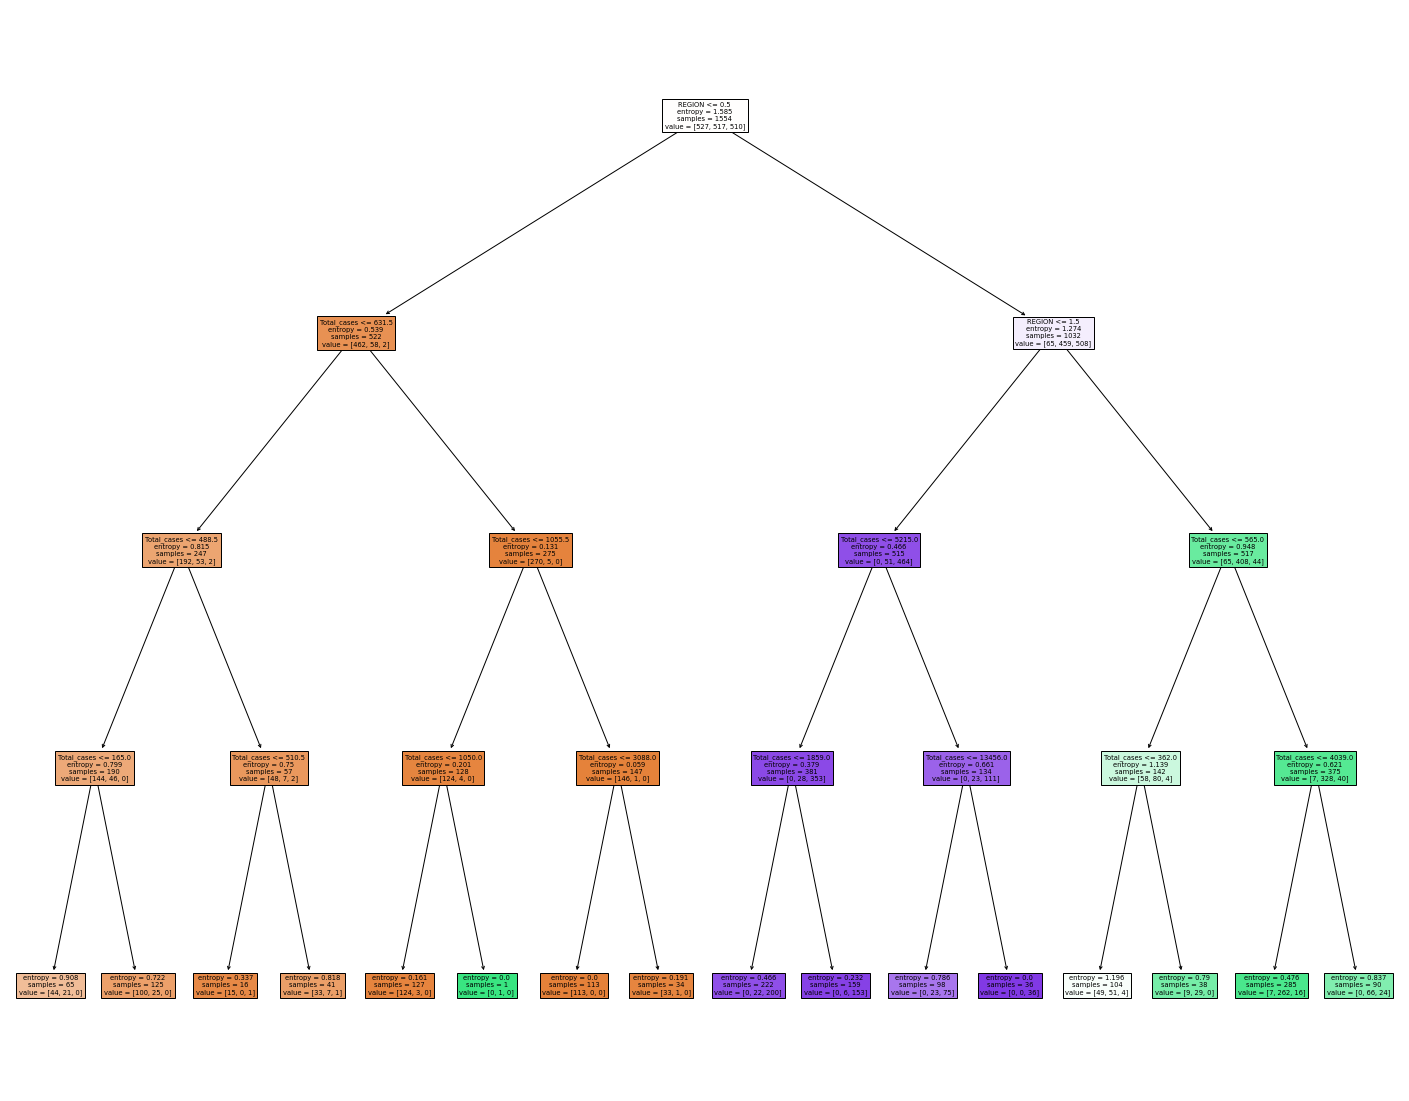 REGION <= 0.5
entropy = 1.585
samples = 1554
value = [527, 517, 510]
Total_cases <= 631.5
entropy = 0.539
samples = 522
value = [462, 58, 2]
REGION <= 1.5
entropy = 1.274
samples = 1032
value = [65, 459, 508]
Total_cases <= 488.5
entropy = 0.815
samples = 247
value = [192, 53, 2]
Total_cases <= 1055.5
entropy = 0.131
samples = 275
value = [270, 5, 0]
Total_cases <= 5215.0
entropy = 0.466
samples = 515
value = [0, 51, 464]
Total_cases <= 565.0
entropy = 0.948
samples = 517
value = [65, 408, 44]
Total_cases <= 165.0
entropy = 0.799
samples = 190
value = [144, 46, 0]
Total_cases <= 510.5
entropy = 0.75
samples = 57
value = [48, 7, 2]
Total_cases <= 1050.0
entropy = 0.201
samples = 128
value = [124, 4, 0]
Total_cases <= 3088.0
entropy = 0.059
samples = 147
value = [146, 1, 0]
Total_cases <= 1859.0
entropy = 0.379
samples = 381
value = [0, 28, 353]
Total_cases <= 13456.0
entropy = 0.661
samples = 134
value = [0, 23, 111]
Total_cases <= 362.0
entropy = 1.139
samples = 142
value = [58, 80, 4]
Total_cases <= 4039.0
entropy = 0.621
samples = 375
value = [7, 328, 40]
entropy = 0.908
samples = 65
value = [44, 21, 0]
entropy = 0.722
samples = 125
value = [100, 25, 0]
entropy = 0.337
samples = 16
value = [15, 0, 1]
entropy = 0.818
samples = 41
value = [33, 7, 1]
entropy = 0.161
samples = 127
value = [124, 3, 0]
entropy = 0.0
samples = 1
value = [0, 1, 0]
entropy = 0.0
samples = 113
value = [113, 0, 0]
entropy = 0.191
samples = 34
value = [33, 1, 0]
entropy = 0.466
samples = 222
value = [0, 22, 200]
entropy = 0.232
samples = 159
value = [0, 6, 153]
entropy = 0.786
samples = 98
value = [0, 23, 75]
entropy = 0.0
samples = 36
value = [0, 0, 36]
entropy = 1.196
samples = 104
value = [49, 51, 4]
entropy = 0.79
samples = 38
value = [9, 29, 0]
entropy = 0.476
samples = 285
value = [7, 262, 16]
entropy = 0.837
samples = 90
value = [0, 66, 24]